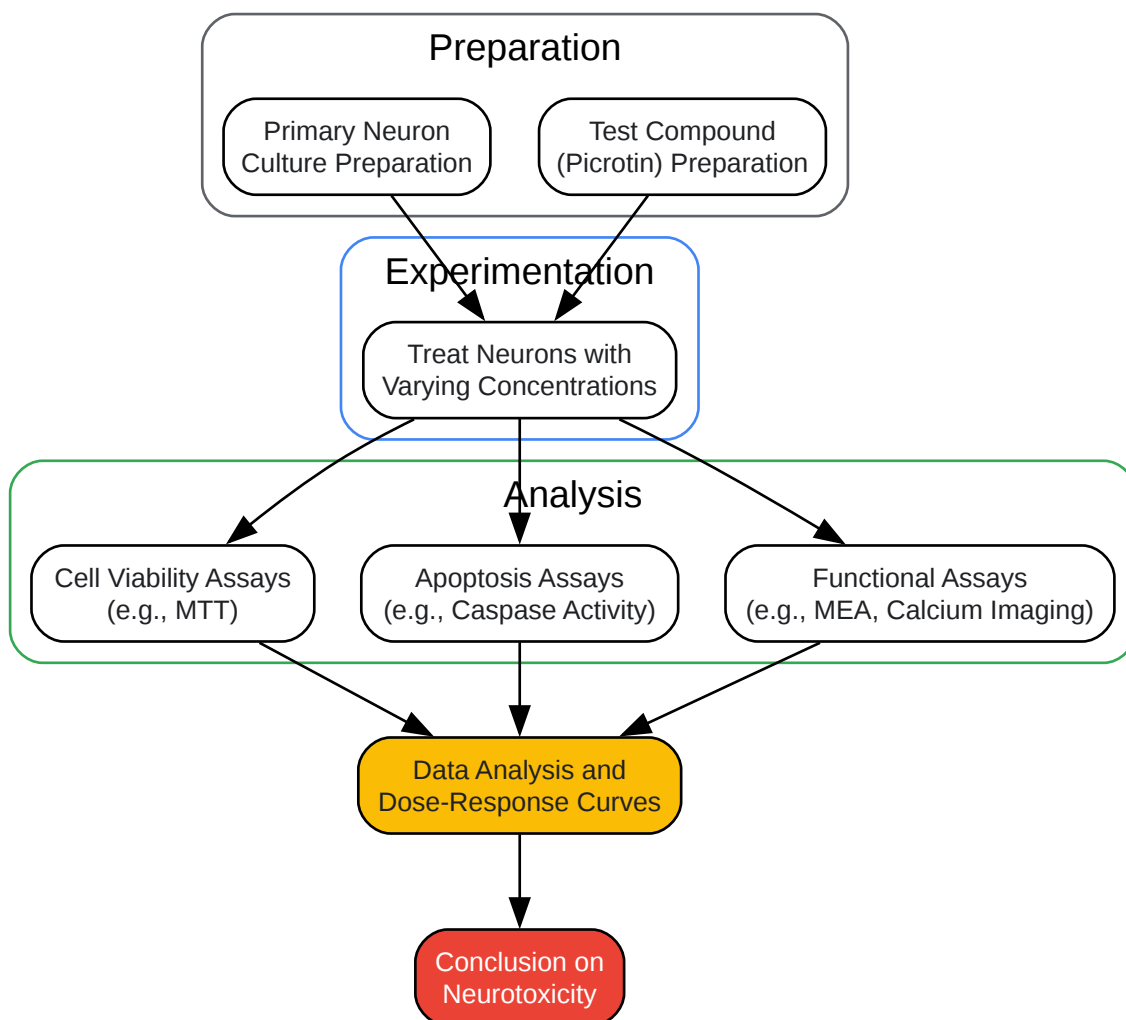 Preparation
Primary Neuron
Culture Preparation
Test Compound
(Picrotin) Preparation
Experimentation
Treat Neurons with
Varying Concentrations
Analysis
Cell Viability Assays
(e.g., MTT)
Apoptosis Assays
(e.g., Caspase Activity)
Functional Assays
(e.g., MEA, Calcium Imaging)
Data Analysis and
Dose-Response Curves
Conclusion on
Neurotoxicity